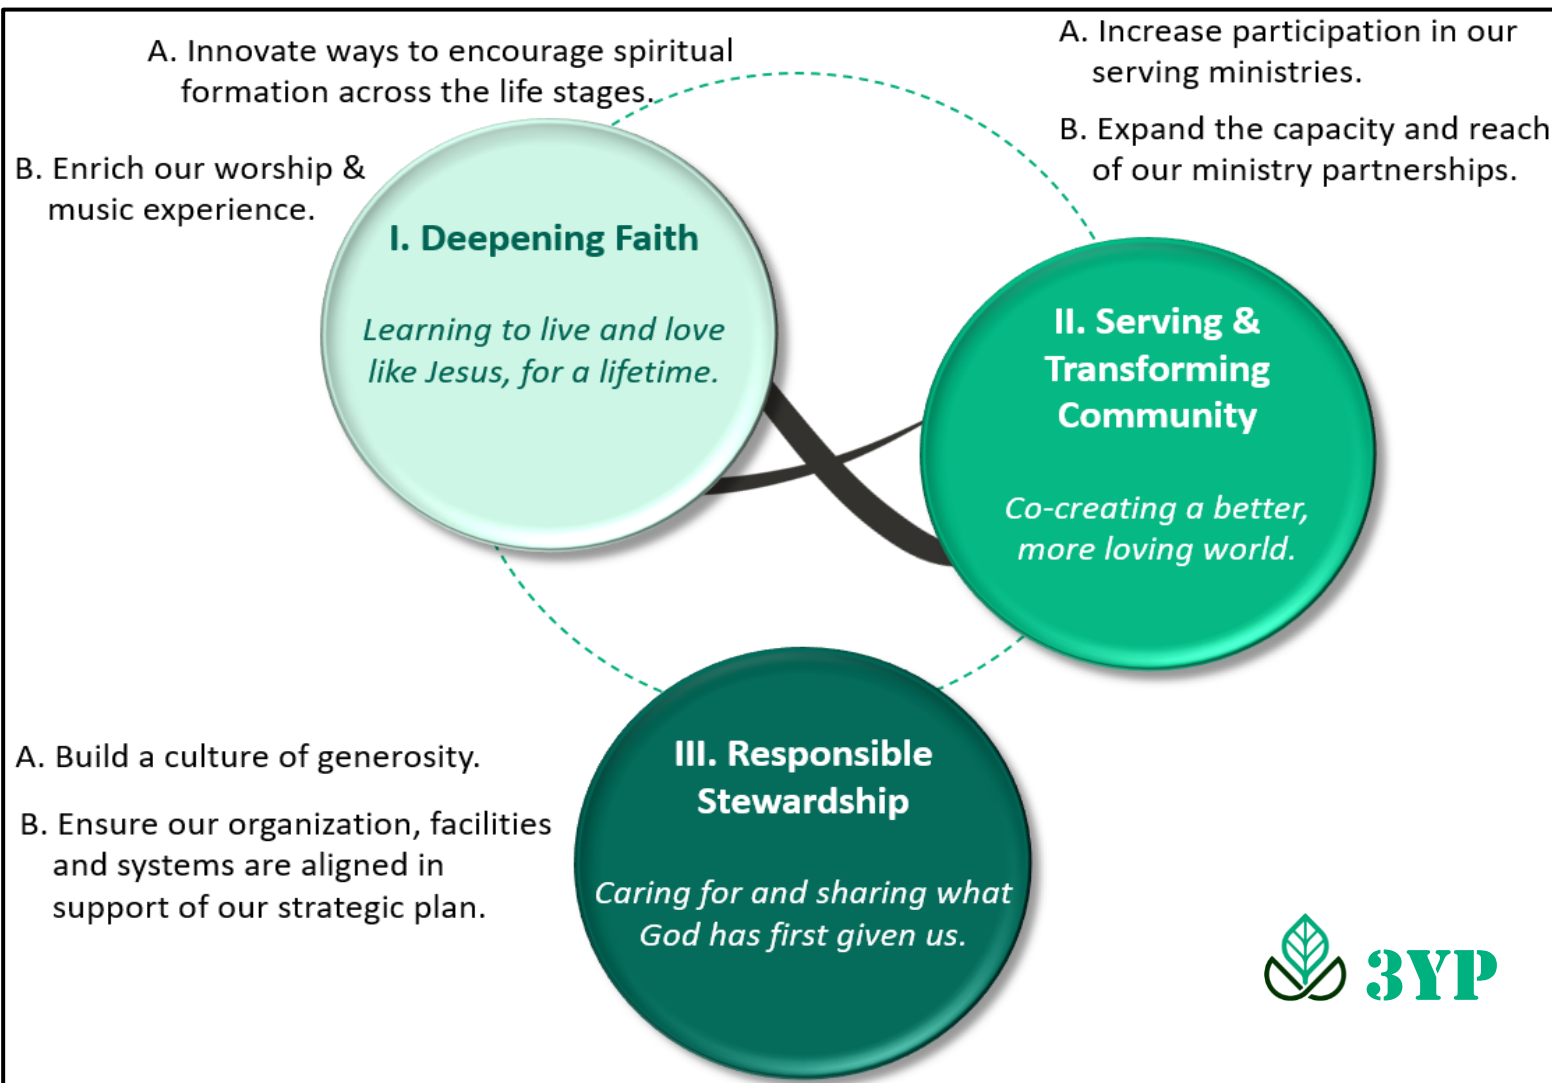 A. Innovate ways to encourage spiritual
formation across the life stages.
B. Enrich our worship &
music experience.
I. Deepening Faith
Learning to live and love
like Jesus, for a lifetime.
A. Increase participation in our
serving ministries.
B. Expand the capacity and reach
of our ministry partnerships.
II. Serving &
Transforming
Community
Co-creating a better,
more loving world.
A. Build a culture of generosity.
B. Ensure our organization, facilities
and systems are aligned in
support of our strategic plan.
III. Responsible
Stewardship
Caring for and sharing what
God has first given us.
3YP